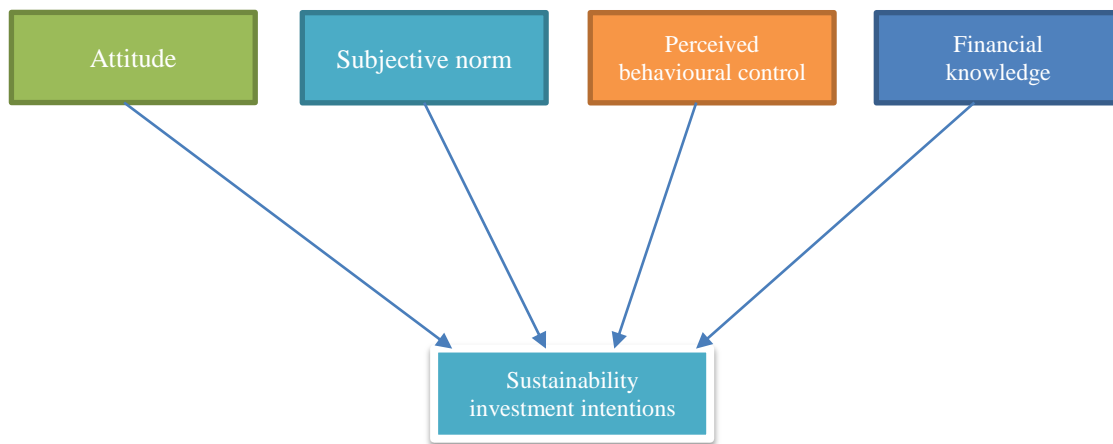 Attitude
Subjective norm
Perceived
behavioural control
Financial
knowledge
Sustainability
investment intentions